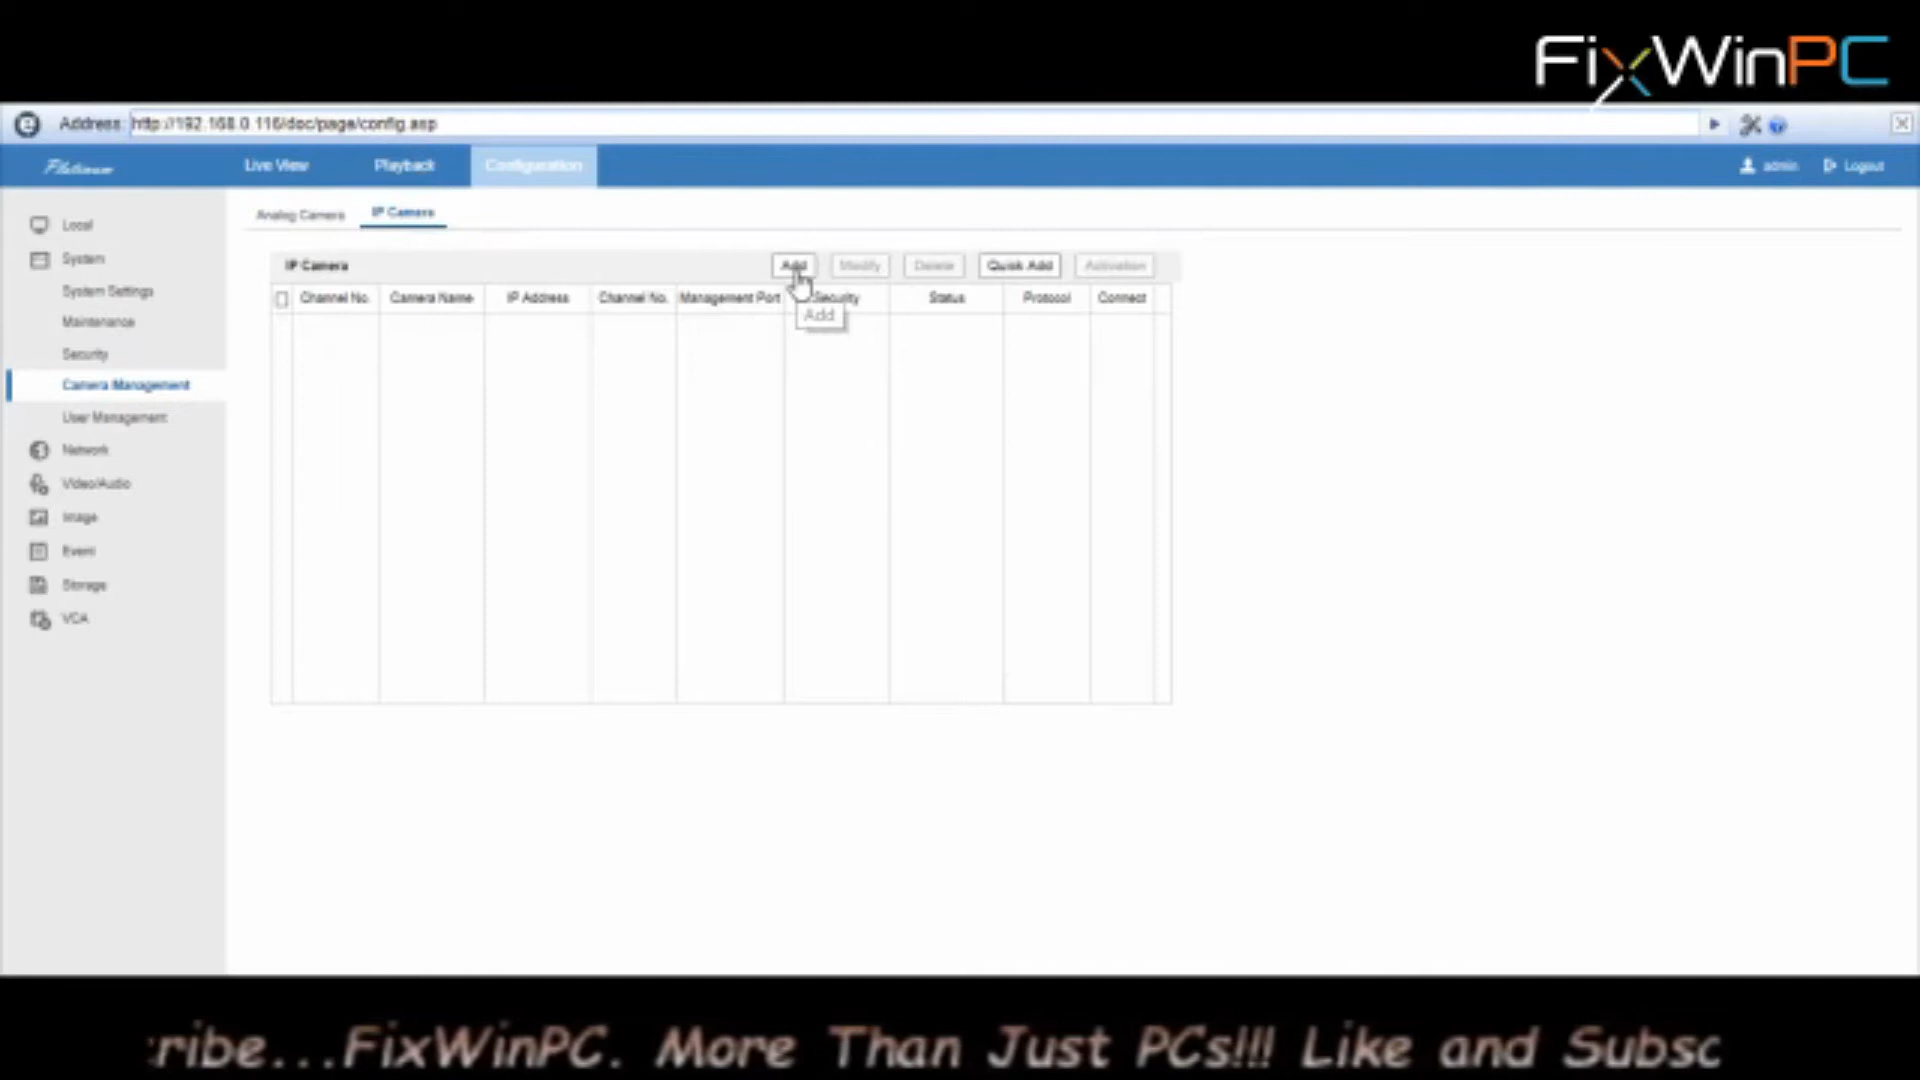 FixWinPC
Address: http://192.168.0.116/doc/page/config.asp
Platinum
Live View
Playback
Configuration
admin
Logout
Local
System
System Settings
Maintenance
Security
Camera Management
User Management
Network
Video/Audio
Image
Event
Storage
VCA
Analog Camera
IP Camera
IP Camera
Add
Modify
Delete
Quick Add
Activation
Channel No.
Camera Name
IP Address
Channel No.
Management Port
Security
Status
Protocol
Connect
Add
ribe...FixWinPC. More Than Just PCs!!! Like and Subsc